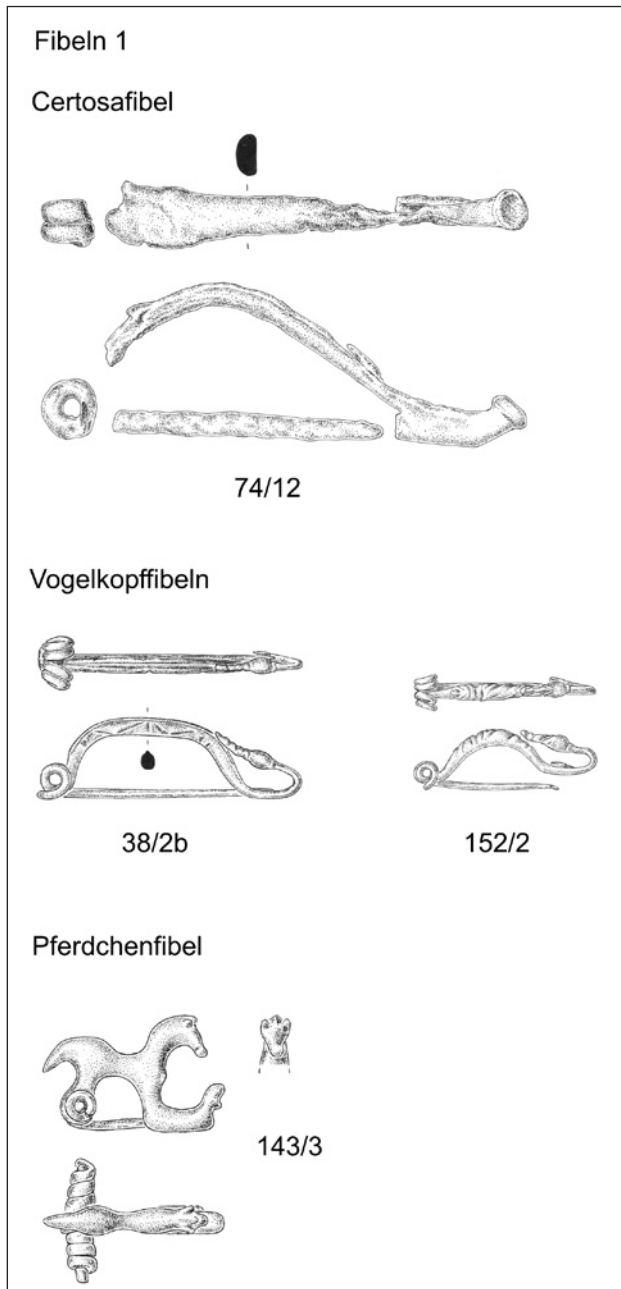 Fibeln 1
Certosafibel
74/12
Vogelkopffibeln
38/2b
152/2
Pferdchenfibel
143/3